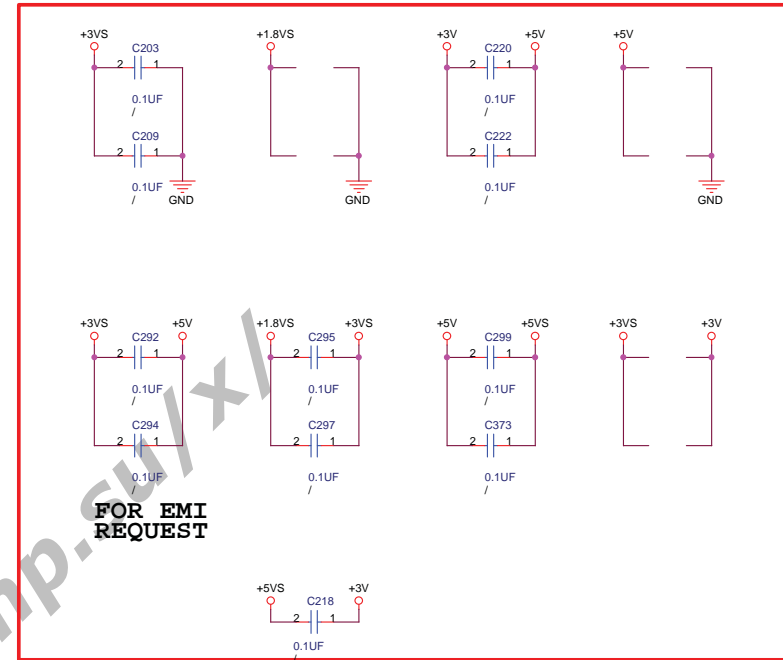 +3VS +1.8VS +3V +5V +5V
C203 C220
2 1 2 1
0.1UF 0.1UF
/ /
C209 C222
2 1 2 1
0.1UF 0.1UF
/ GND GND / GND
+3VS +5V +1.8VS +3VS +5V +5VS +3VS +3V
C292 C295 C299
2 1 2 1 2 1
0.1UF 0.1UF 0.1UF
/ / /
C294 C297 C373
2 1 2 1 2 1
0.1UF 0.1UF 0.1UF
/ / /
FOR EMI
REQUEST
+5VS +3V
C218
2 1
0.1UF
/
mp.su/x/